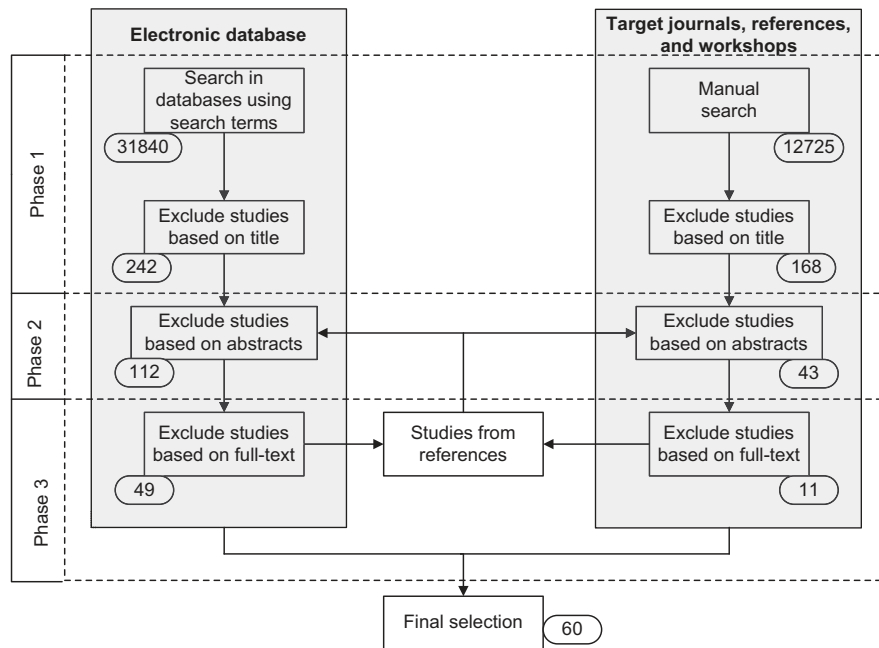 Electronic database
Target journals, references,
and workshops
Phase 1
Search in
databases using
search terms
31840
Manual
search
12725
Exclude studies
based on title
242
Exclude studies
based on title
168
Phase 2
Exclude studies
based on abstracts
112
Exclude studies
based on abstracts
43
Phase 3
Exclude studies
based on full-text
49
Studies from
references
Exclude studies
based on full-text
11
Final selection
60